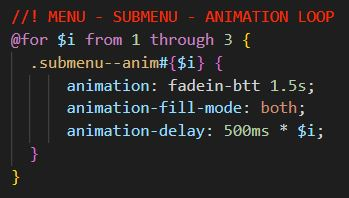 //! MENU - SUBMENU - ANIMATION LOOP
@for $i from 1 through 3 {
  .submenu--anim#{$i} {
      animation: fadein-btt 1.5s;
      animation-fill-mode: both;
      animation-delay: 500ms * $i;
  }
}